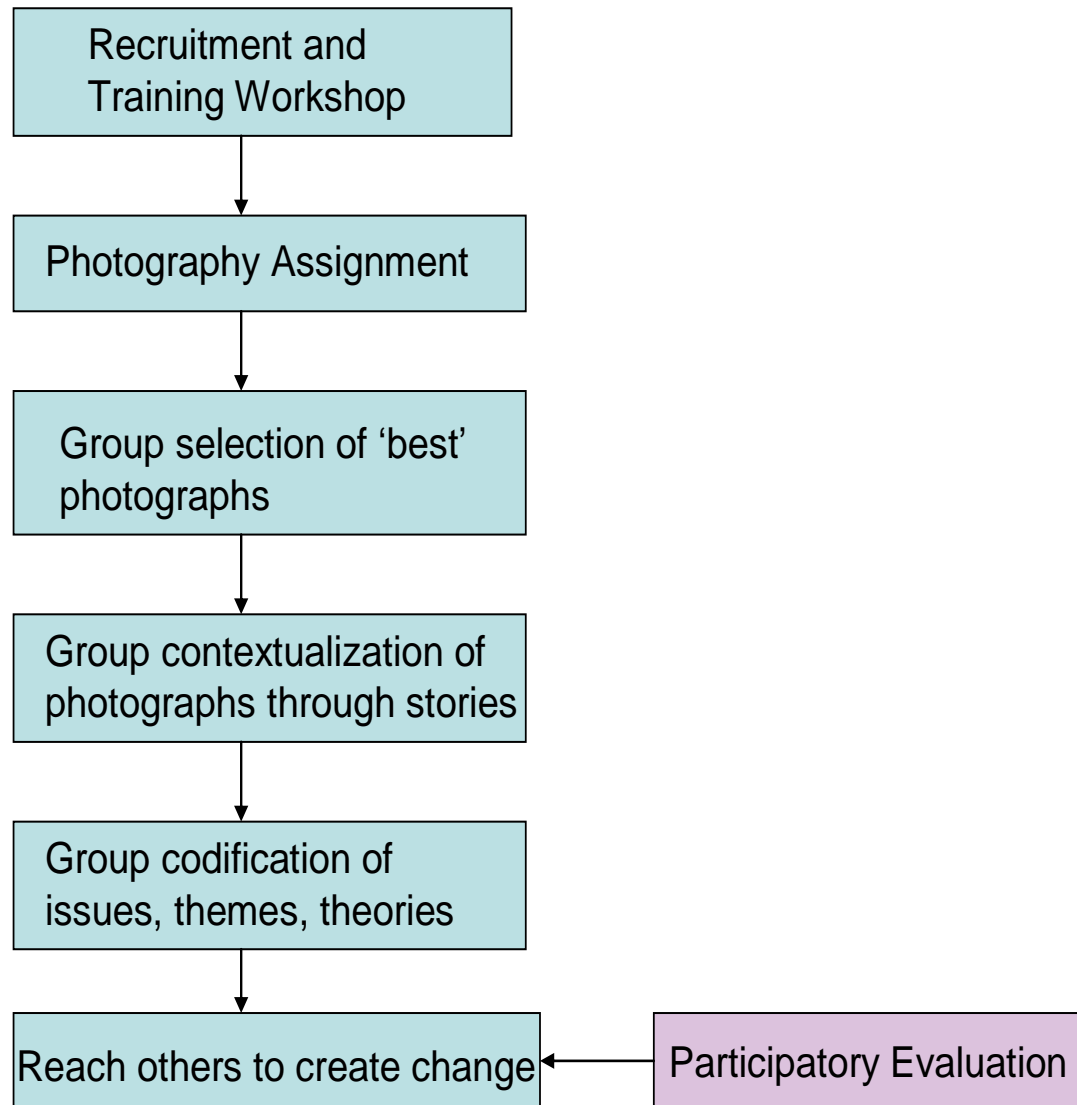 Recruitment and
Training Workshop
Photography Assignment
Group selection of ‘best’
photographs
Group contextualization of
photographs through stories
Group codification of
issues, themes, theories
Reach others to create change
Participatory Evaluation